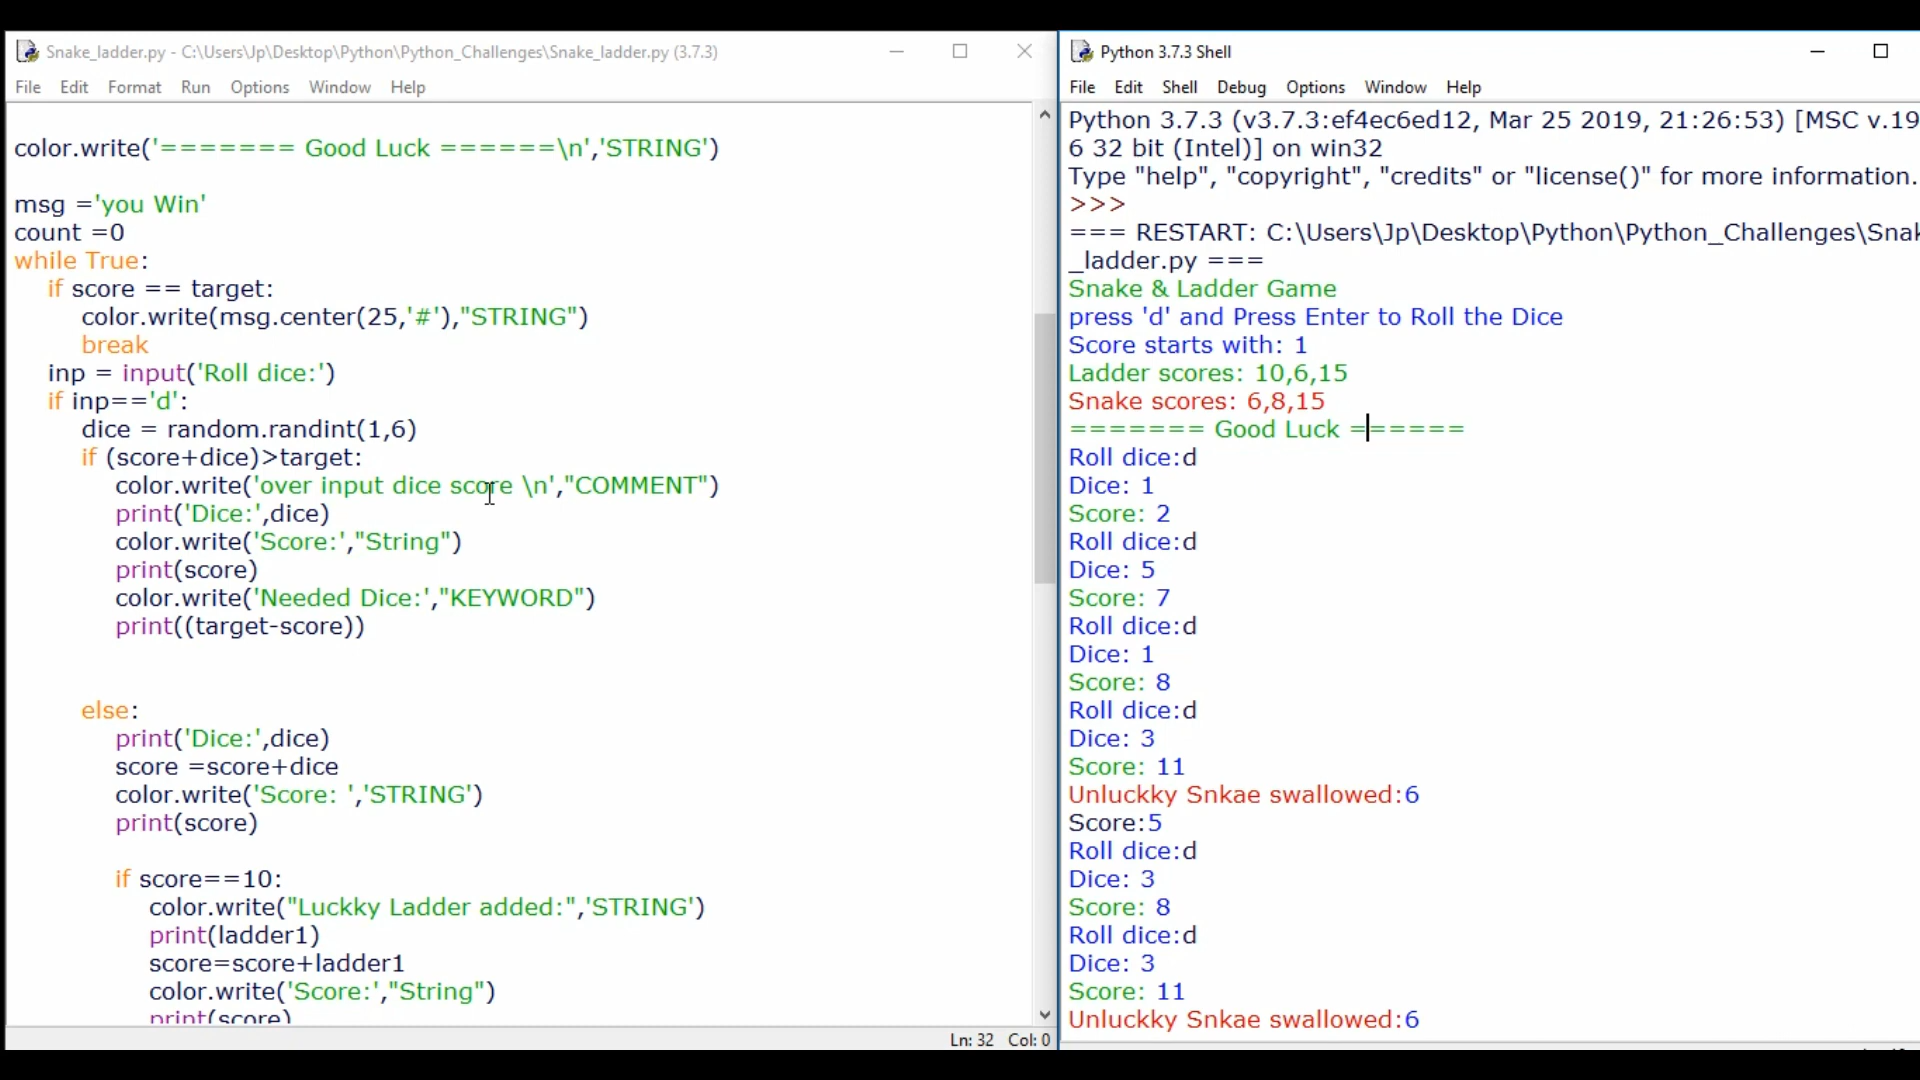 Snake_ladder.py - C:\Users\Jp\Desktop\Python\Python_Challenges\Snake_ladder.py (3.7.3)
File Edit Format Run Options Window Help
color.write('======= Good Luck ======\n','STRING')
msg ='you Win'
count =0
while True:
if score == target:
color.write(msg.center(25,'#'),"STRING")
break
inp = input('Roll dice:')
if inp=='d':
dice = random.randint(1,6)
if (score+dice)>target:
color.write('over input dice score \n',"COMMENT")
print('Dice:',dice)
color.write('Score:',"String")
print(score)
color.write('Needed Dice:',"KEYWORD")
print((target-score))
else:
print('Dice:',dice)
score =score+dice
color.write('Score: ','STRING')
print(score)
if score==10:
color.write("Luckky Ladder added:",'STRING')
print(ladder1)
score=score+ladder1
color.write('Score:',"String")
print(score)
Ln: 32 Col: 0
Python 3.7.3 Shell
File Edit Shell Debug Options Window Help
Python 3.7.3 (v3.7.3:ef4ec6ed12, Mar 25 2019, 21:26:53) [MSC v.19
6 32 bit (Intel)] on win32
Type "help", "copyright", "credits" or "license()" for more information.
>>>
=== RESTART: C:\Users\Jp\Desktop\Python\Python_Challenges\Snak
_ladder.py ===
Snake & Ladder Game
press 'd' and Press Enter to Roll the Dice
Score starts with: 1
Ladder scores: 10,6,15
Snake scores: 6,8,15
======= Good Luck ======
Roll dice:d
Dice: 1
Score: 2
Roll dice:d
Dice: 5
Score: 7
Roll dice:d
Dice: 1
Score: 8
Roll dice:d
Dice: 3
Score: 11
Unluckky Snkae swallowed:6
Score:5
Roll dice:d
Dice: 3
Score: 8
Roll dice:d
Dice: 3
Score: 11
Unluckky Snkae swallowed:6